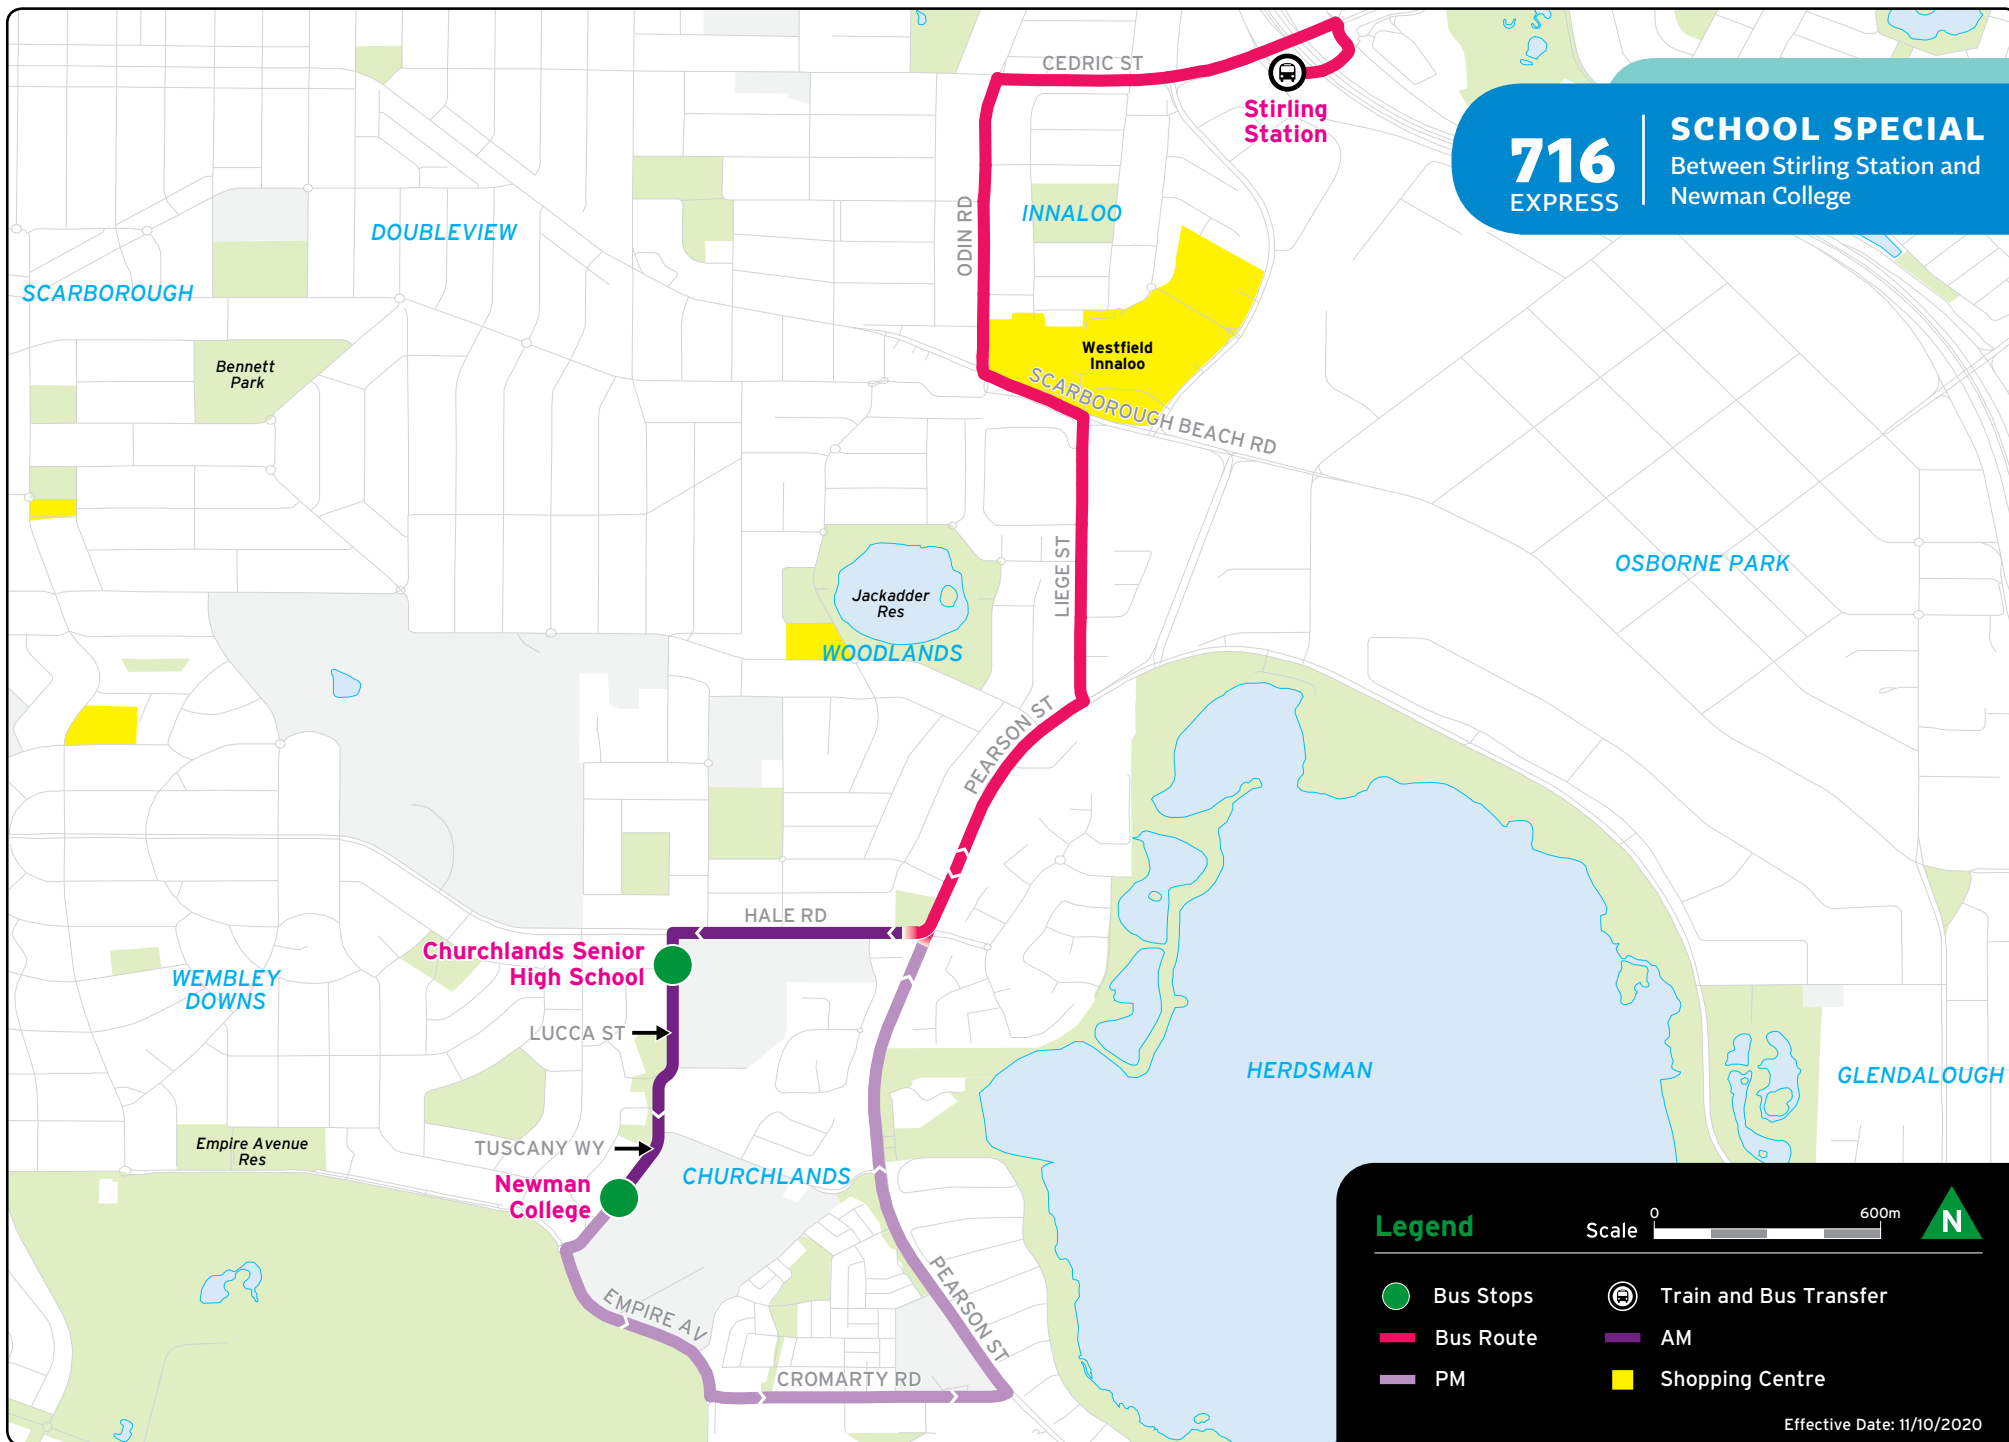 CEDRIC ST
Stirling
Station
716
EXPRESS
SCHOOL SPECIAL
Between Stirling Station and
Newman College
ODIN RD
INNALOO
DOUBLEVIEW
SCARBOROUGH
Westfield
Innaloo
Bennett
Park
SCARBOROUGH BEACH RD
LIEGE ST
OSBORNE PARK
Jackadder
Res
WOODLANDS
PEARSON ST
HALE RD
Churchlands Senior
High School
WEMBLEY
DOWNS
LUCCA ST
HERDSMAN
GLENDALOUGH
Empire Avenue
Res
TUSCANY WY
CHURCHLANDS
Newman
College
EMPIRE AV
PEARSON ST
CROMARTY RD
Legend
Scale
0
600m
N
Bus Stops
Train and Bus Transfer
Bus Route
AM
PM
Shopping Centre
Effective Date: 11/10/2020